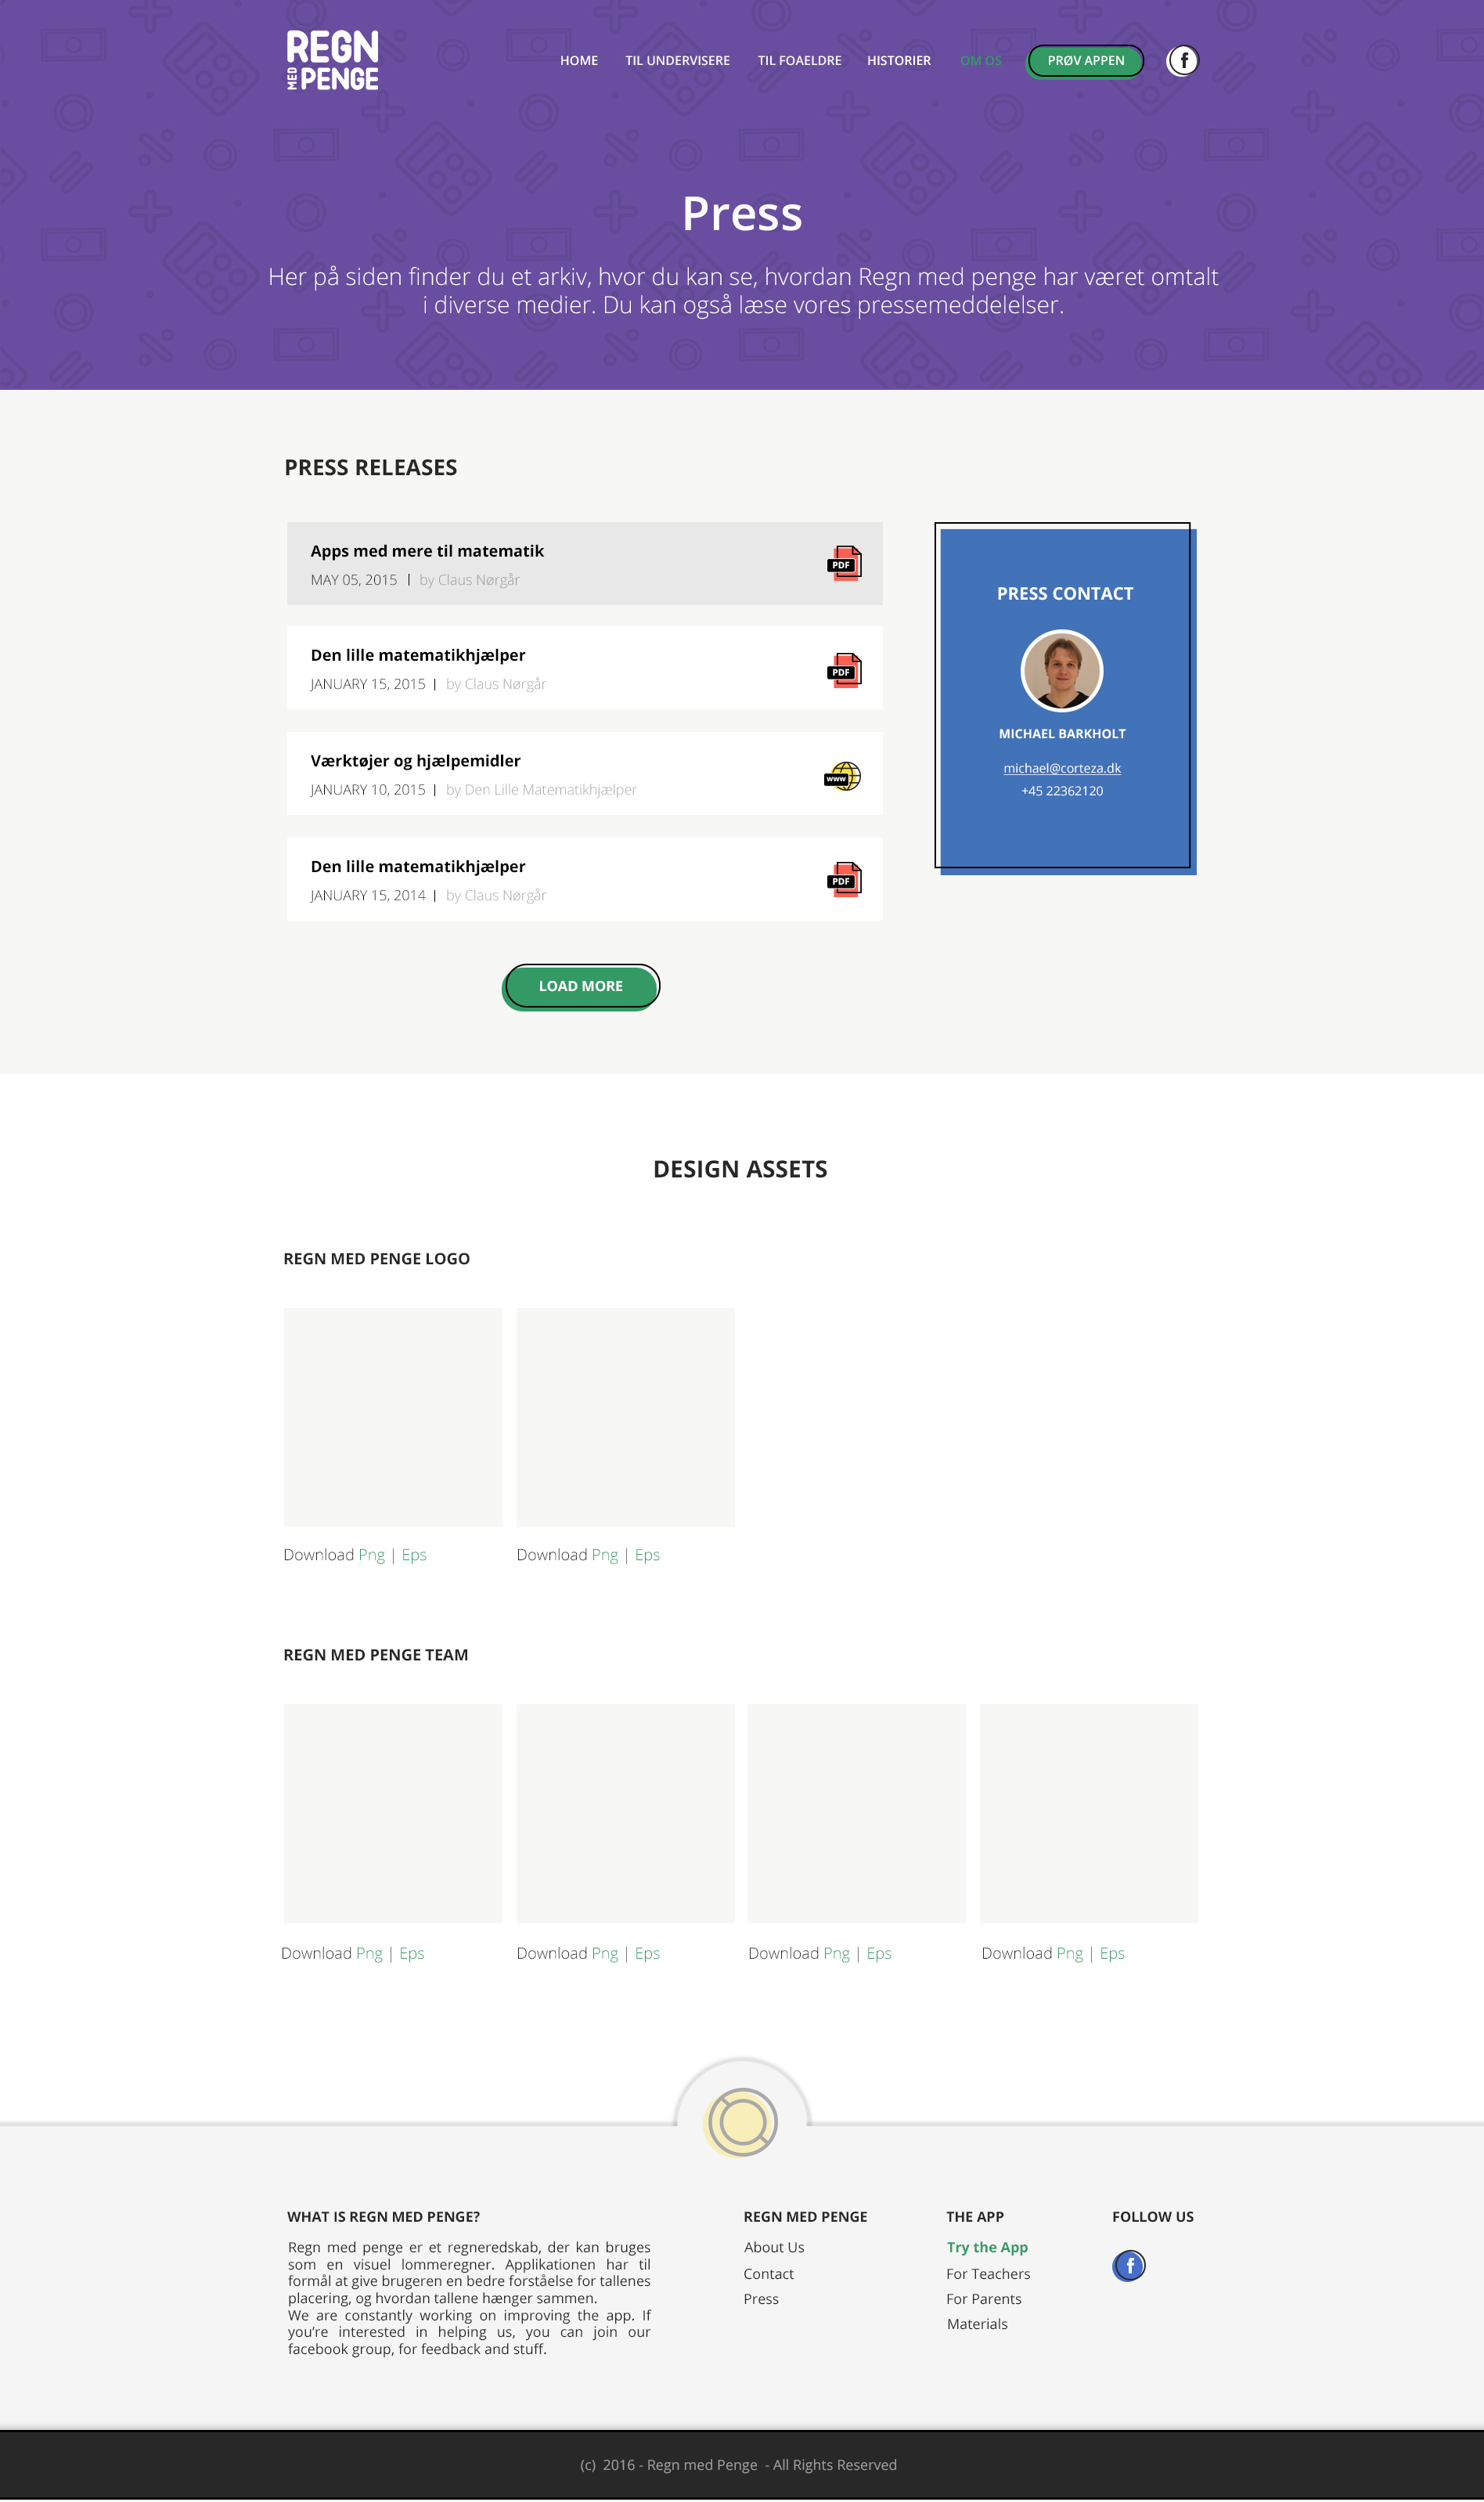 REGN
MED PENGE
HOME
TIL UNDERVISERE
TIL FOAELDRE
HISTORIER
OM OS
PRØV APPEN
f
Press
Her på siden finder du et arkiv, hvor du kan se, hvordan Regn med penge har været omtalt
i diverse medier. Du kan også læse vores pressemeddelelser.
PRESS RELEASES
Apps med mere til matematik
MAY 05, 2015 | by Claus Nørgår
PDF
Den lille matematikhjælper
JANUARY 15, 2015 | by Claus Nørgår
PDF
Værktøjer og hjælpemidler
JANUARY 10, 2015 | by Den Lille Matematikhjælper
www
Den lille matematikhjælper
JANUARY 15, 2014 | by Claus Nørgår
PDF
LOAD MORE
PRESS CONTACT
MICHAEL BARKHOLT
michael@corteza.dk
+45 22362120
DESIGN ASSETS
REGN MED PENGE LOGO
Download Png | Eps
Download Png | Eps
REGN MED PENGE TEAM
Download Png | Eps
Download Png | Eps
Download Png | Eps
Download Png | Eps
WHAT IS REGN MED PENGE?
Regn med penge er et regneredskab, der kan bruges
som en visuel lommeregner. Applikationen har til
formål at give brugeren en bedre forståelse for tallenes
placering, og hvordan tallene hænger sammen.
We are constantly working on improving the app. If
you're interested in helping us, you can join our
facebook group, for feedback and stuff.
REGN MED PENGE
About Us
Contact
Press
THE APP
Try the App
For Teachers
For Parents
Materials
FOLLOW US
f
(c) 2016 - Regn med Penge - All Rights Reserved